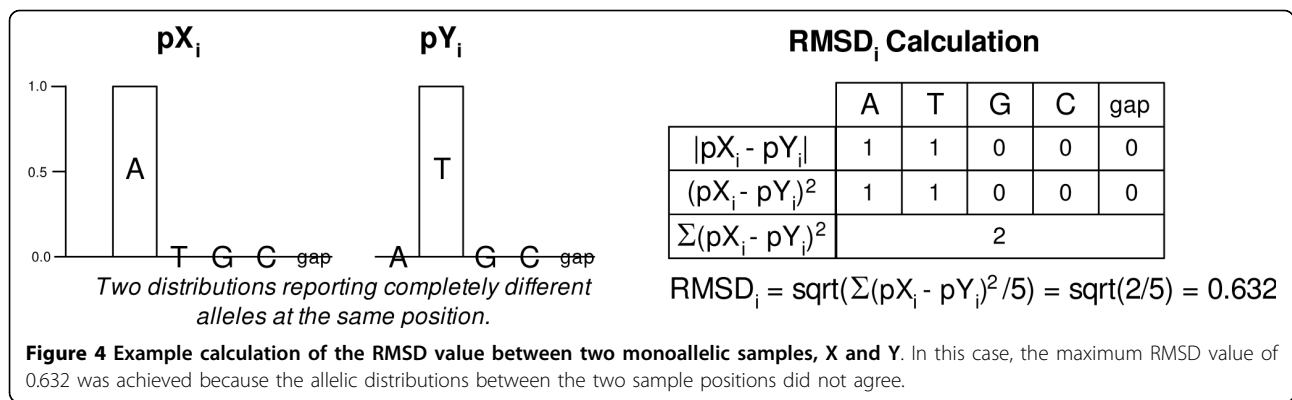 pXi
pYi
RMSDi Calculation
1.0
0.5
0.0
A
T G C gap
T
A G C gap
Two distributions reporting completely different
alleles at the same position.
A T G C gap
|pXi - pYi| 1 1 0 0 0
(pXi - pYi)² 1 1 0 0 0
Σ(pXi - pYi)² 2
RMSDi = sqrt(Σ(pXi - pYi)² /5) = sqrt(2/5) = 0.632
Figure 4 Example calculation of the RMSD value between two monoallelic samples, X and Y. In this case, the maximum RMSD value of
0.632 was achieved because the allelic distributions between the two sample positions did not agree.